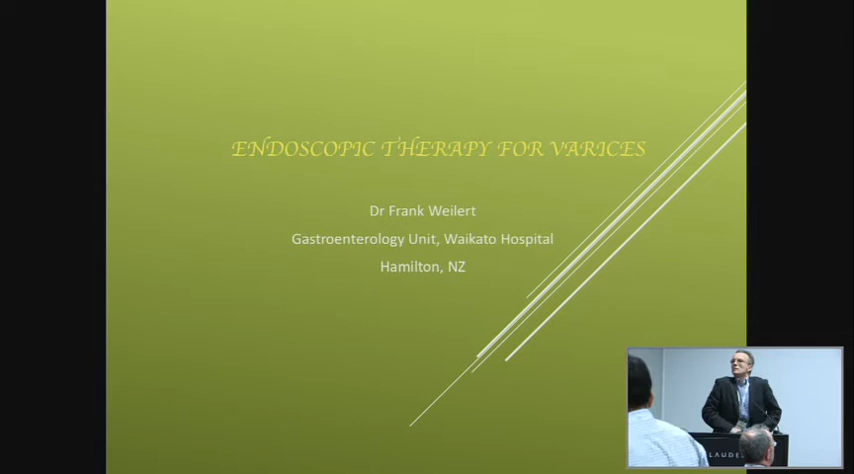 ENDOSCOPIC THERAPY FOR VARICES
Dr Frank Weilert
Gastroenterology Unit, Waikato Hospital
Hamilton, NZ